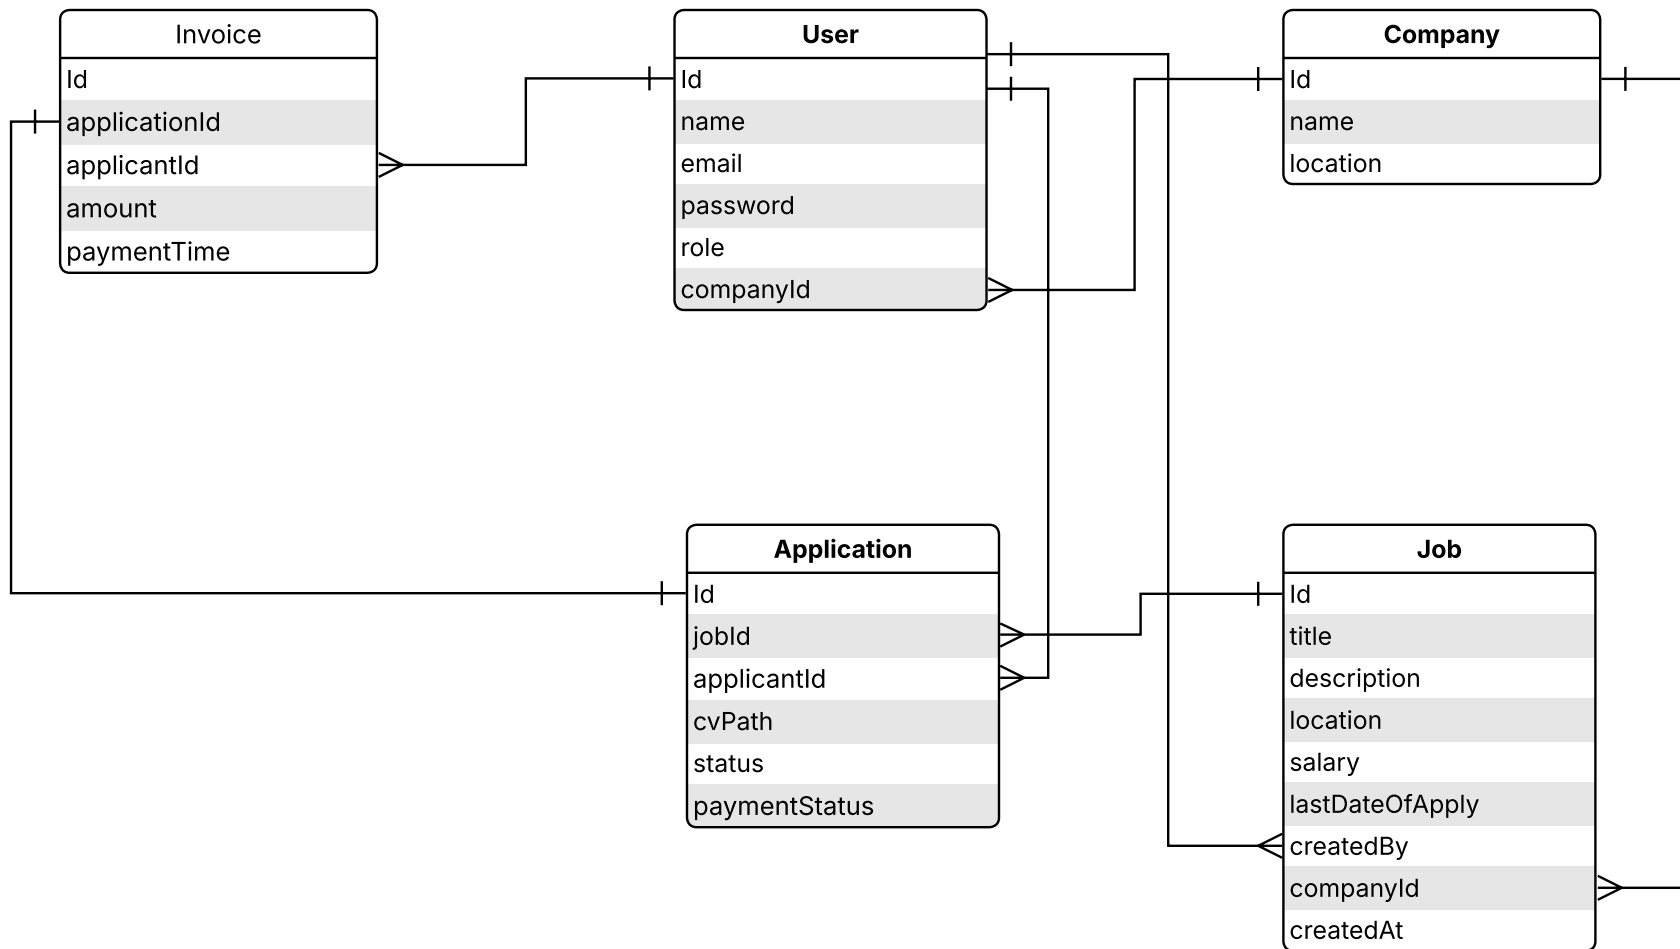 Invoice
Id
applicationId
applicantId
amount
paymentTime
User
Id
name
email
password
role
companyId
Company
Id
name
location
Application
Id
jobId
applicantId
cvPath
status
paymentStatus
Job
Id
title
description
location
salary
lastDateOfApply
createdBy
companyId
createdAt